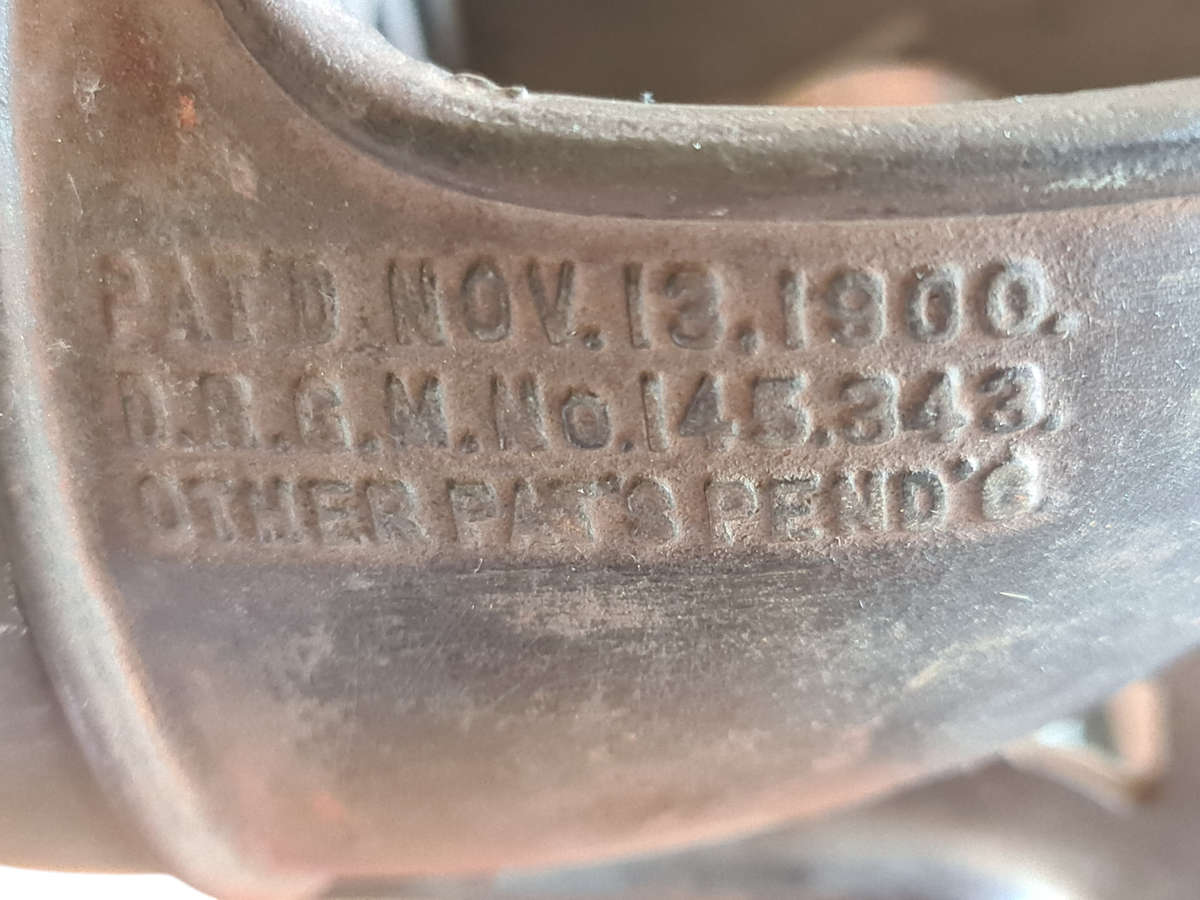 PAT'D. NOV. 13, 1900.
D.R.G.M. No. 145,343.
OTHER PAT'S PEND'G.